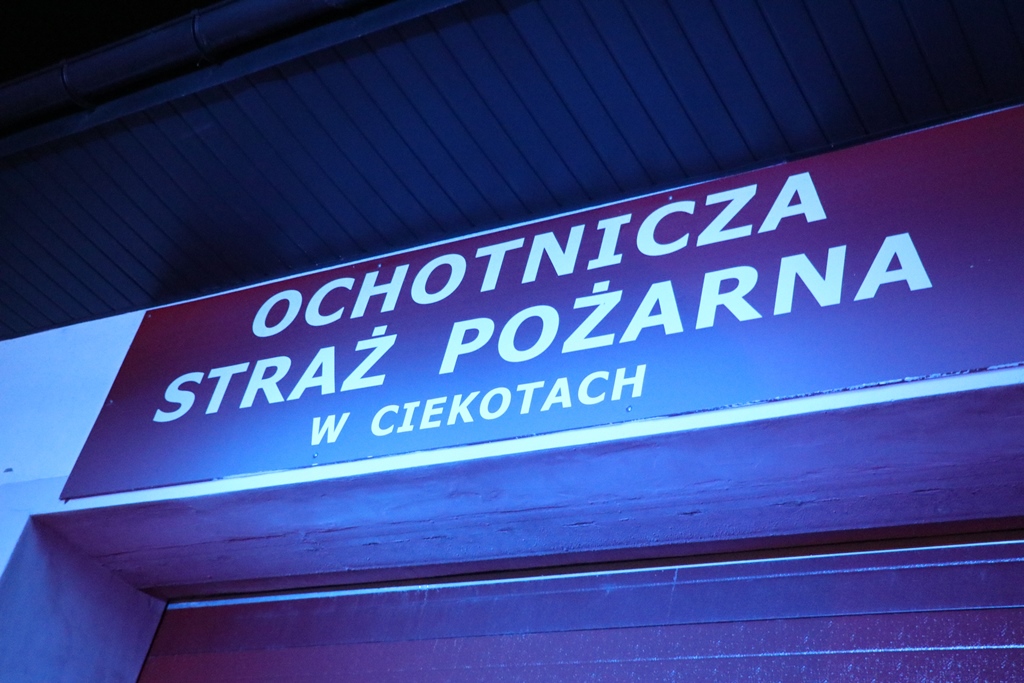 OCHOTNICZA
STRAŻ POŻARNA
W CIEKOTACH